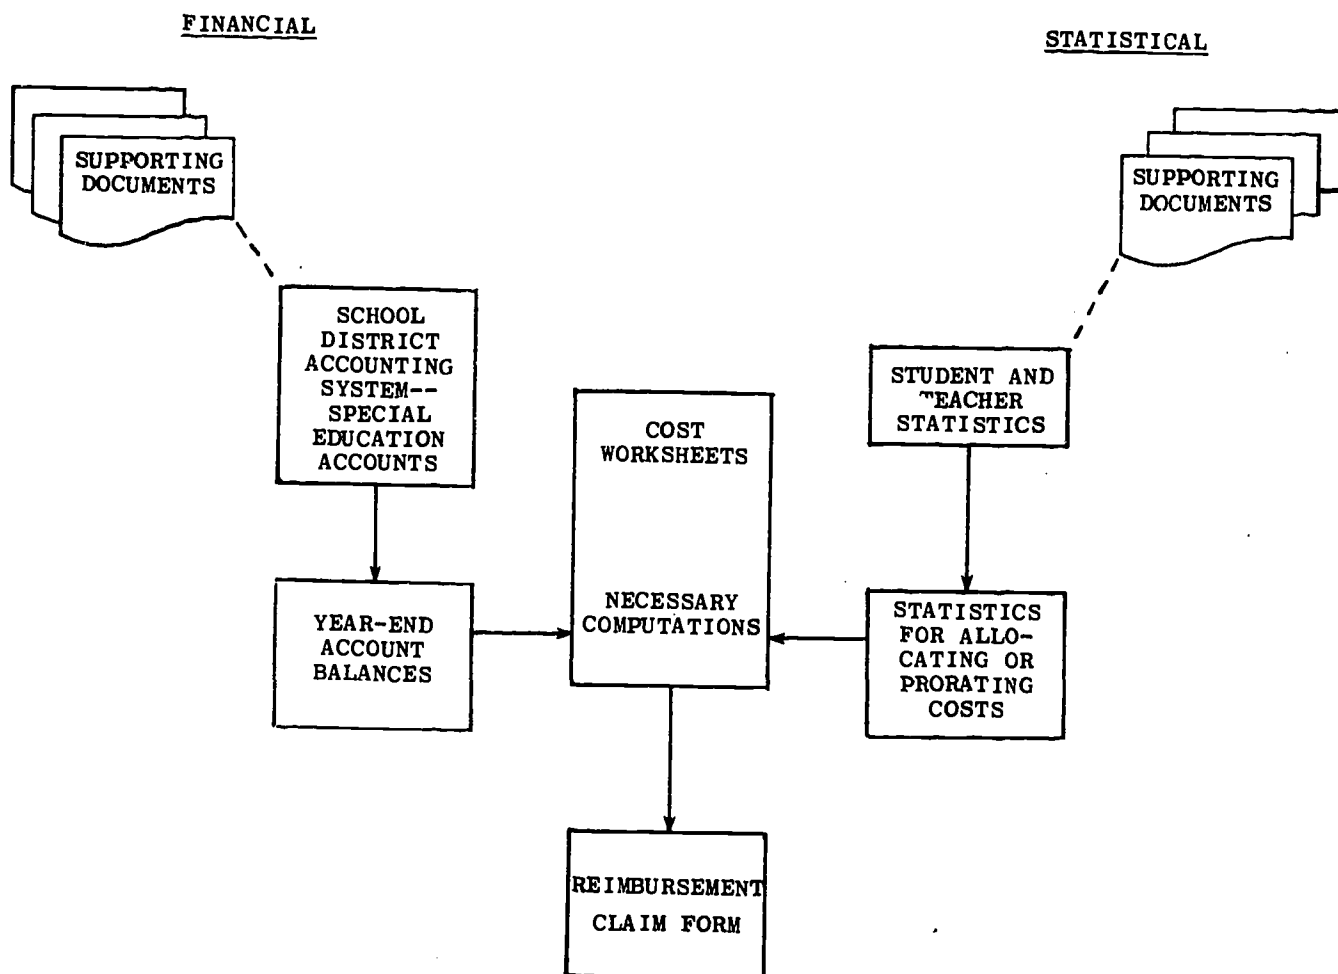 FINANCIAL
STATISTICAL
SUPPORTING
DOCUMENTS
SUPPORTING
DOCUMENTS
SCHOOL
DISTRICT
ACCOUNTING
SYSTEM--
SPECIAL
EDUCATION
ACCOUNTS
STUDENT AND
TEACHER
STATISTICS
COST
WORKSHEETS
NECESSARY
COMPUTATIONS
YEAR-END
ACCOUNT
BALANCES
STATISTICS
FOR ALLO-
CATING OR
PRORATING
COSTS
REIMBURSEMENT
CLAIM FORM